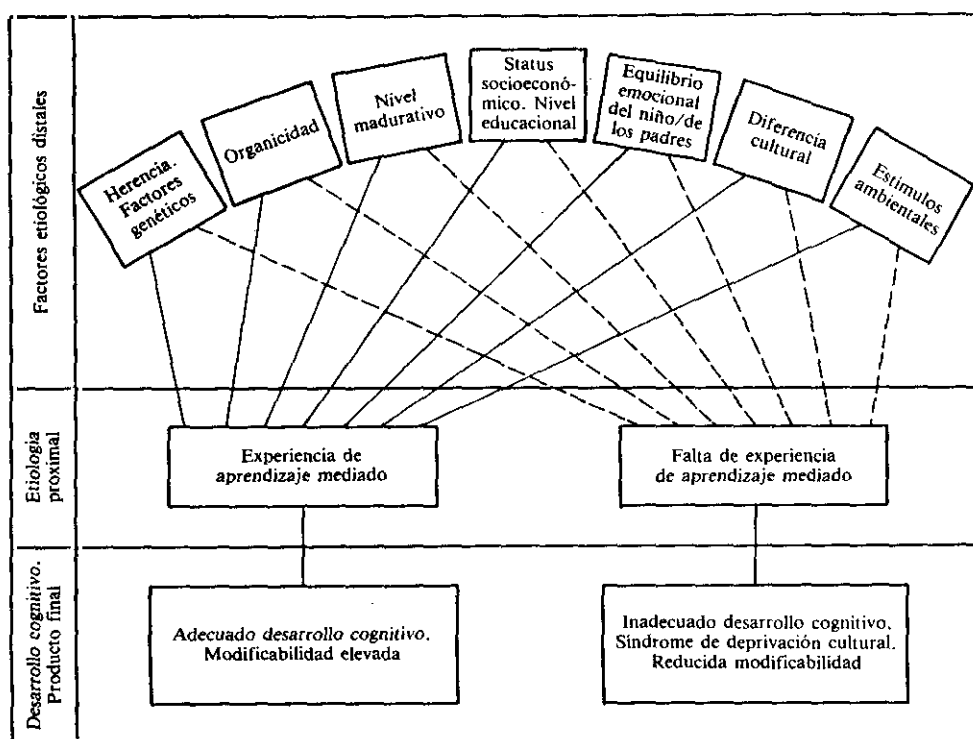 Factores etiológicos distales
Herencia.
Factores
genéticos
Organicidad
Nivel
madurativo
Status
socioeconó-
mico. Nivel
educacional
Equilibrio
emocional
del niño/de
los padres
Diferencia
cultural
Estímulos
ambientales
Etiologia
proximal
Experiencia de
aprendizaje mediado
Falta de experiencia
de aprendizaje mediado
Desarrollo cognitivo.
Producto final
Adecuado desarrollo cognitivo.
Modificabilidad elevada
Inadecuado desarrollo cognitivo.
Síndrome de deprivación cultural.
Reducida modificabilidad